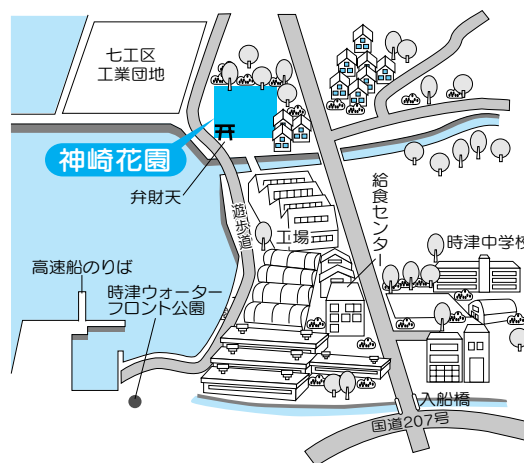 七工区
工業団地
神崎花園
弁財天
遊歩道
給食センター
工場
時津中学校
高速船のりば
時津ウォーター
フロント公園
入船橋
国道207号